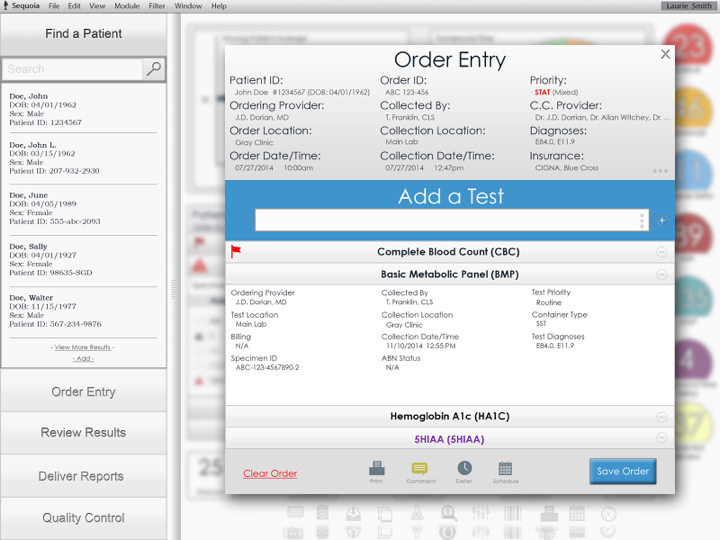 Sequoia File Edit View Module Filter Window Help
Laurie Smith
Find a Patient
Search
Doe, John
DOB: 04/01/1962
Sex: Male
Patient ID: 1234567
Doe, John L.
DOB: 03/15/1962
Sex: Male
Patient ID: 207-932-2930
Doe, June
DOB: 04/05/1989
Sex: Female
Patient ID: 555-abc-2093
Doe, Sally
DOB: 04/01/1927
Sex: Female
Patient ID: 98635-SGD
Doe, Walter
DOB: 11/15/1977
Patient ID: 567-234-9876
- View More Results -
- Add -
Order Entry
Review Results
Deliver Reports
Quality Control
Order Entry
Patient ID: Order ID: Priority:
John Doe #1234567 (DOB: 04/01/1962) ABC 123-456 STAT (Mixed)
Ordering Provider: Collected By: C.C. Provider:
J.D. Dorian, MD T. Franklin, CLS Dr. J.D. Dorrian, Dr. Allan Witchey, Dr. ...
Order Location: Collection Location: Diagnoses:
Gray Clinic Main Lab E84.0, E11.9
Order Date/Time: Collection Date/Time: Insurance:
07/27/2014 10:00am 07/27/2014 12:47pm CIGNA, Blue Cross
Add a Test
Complete Blood Count (CBC)
Basic Metabolic Panel (BMP)
Ordering Provider Collected By Test Priority
J.D. Dorian, MD T. Franklin, CLS Routine
Test Location Collection Location Container Type
Main Lab Gray Clinic SST
Billing Collection Date/Time Test Diagnoses
N/A 11/10/2014 12:55 PM E84.0, E11.9
Specimen ID ABN Status
ABC-123-4567890-2 N/A
Hemoglobin A1c (HA1C)
5HIAA (5HIAA)
Clear Order
Print Comment Defer Schedule
Save Order
23
25